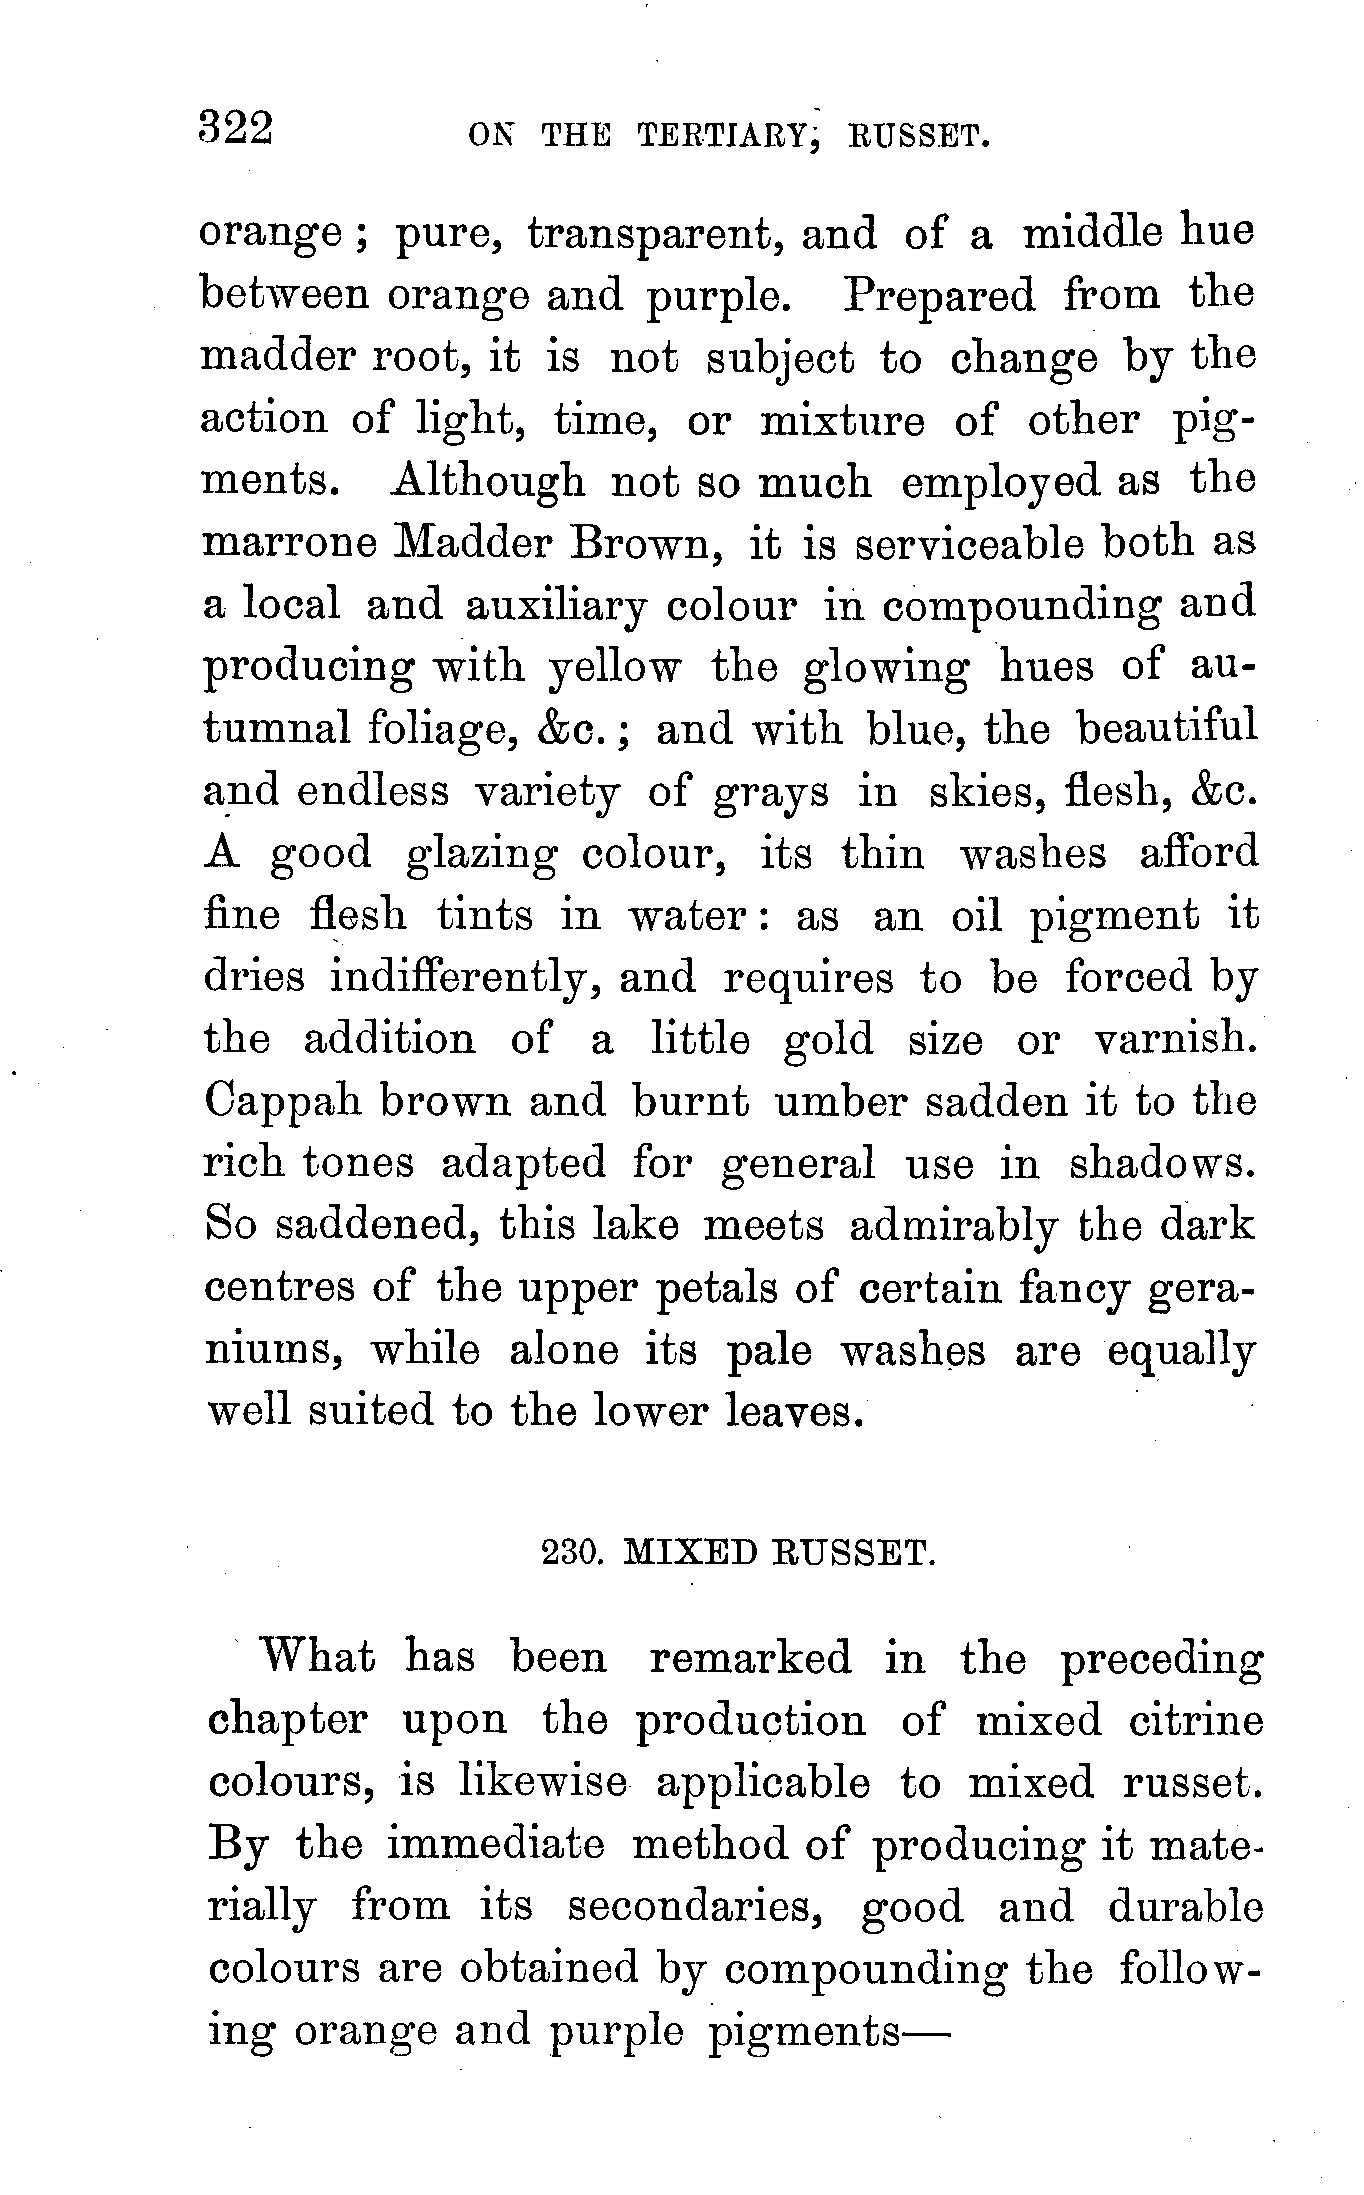 322 ON THE TERTIARY, RUSSET.
orange ; pure, transparent, and of a middle hue
between orange and purple. Prepared from the
madder root, it is not subject to change by the
action of light, time, or mixture of other pig-
ments. Although not so much employed as the
marrone Madder Brown, it is serviceable both as
a local and auxiliary colour in compounding and
producing with yellow the glowing hues of au-
tumnal foliage, &c. ; and with blue, the beautiful
and endless variety of grays in skies, flesh, &c.
A good glazing colour, its thin washes afford
fine flesh tints in water : as an oil pigment it
dries indifferently, and requires to be forced by
the addition of a little gold size or varnish.
Cappah brown and burnt umber sadden it to the
rich tones adapted for general use in shadows.
So saddened, this lake meets admirably the dark
centres of the upper petals of certain fancy gera-
niums, while alone its pale washes are equally
well suited to the lower leaves.
230. MIXED RUSSET.
What has been remarked in the preceding
chapter upon the production of mixed citrine
colours, is likewise applicable to mixed russet.
By the immediate method of producing it mate-
rially from its secondaries, good and durable
colours are obtained by compounding the follow-
ing orange and purple pigments—